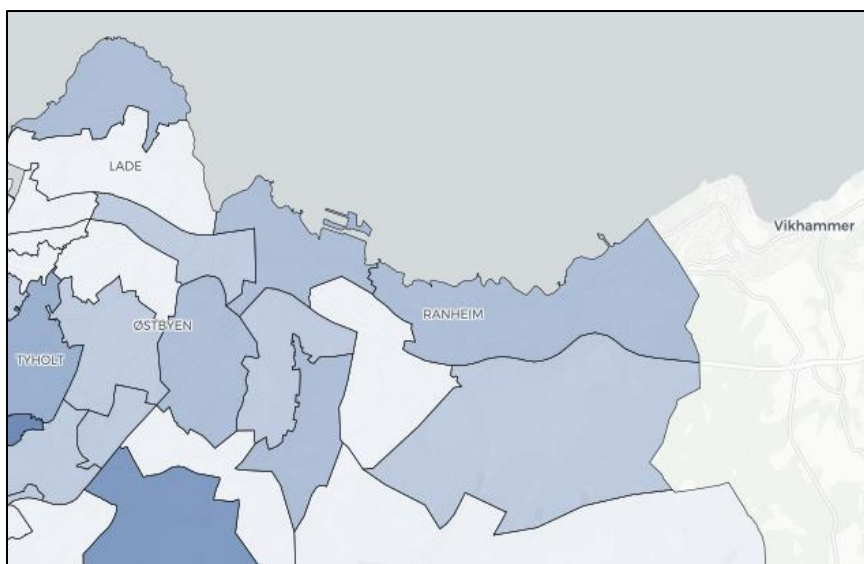 LADE
Vikhammer
RANHEIM
ØSTBYEN
TYHOLT